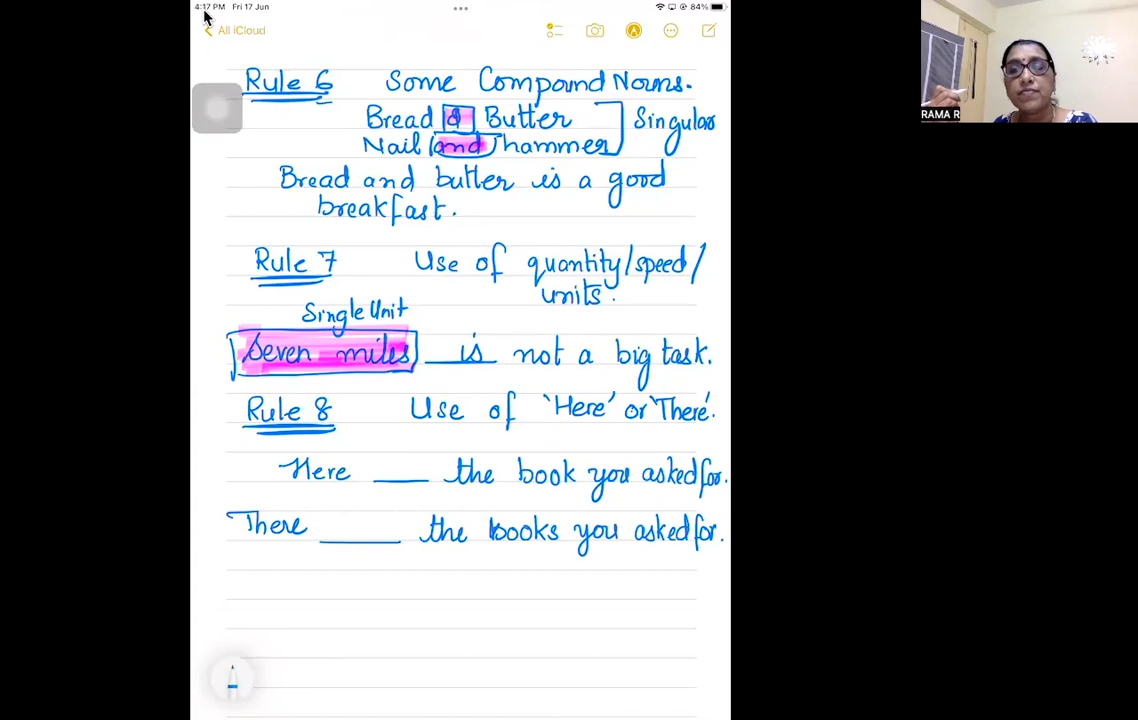 4:17 PM Fri 17 Jun
84%
All iCloud
RAMA R
Rule 6 Some Compound Nouns.
Bread & Butter
Nail and hammer
Singular
Bread and butter is a good
breakfast.
Rule 7 Use of quantity/speed/
units.
Single Unit
Seven miles is not a big task.
Rule 8 Use of 'Here' or 'There'.
Here ___ the book you asked for.
There ___ the books you asked for.